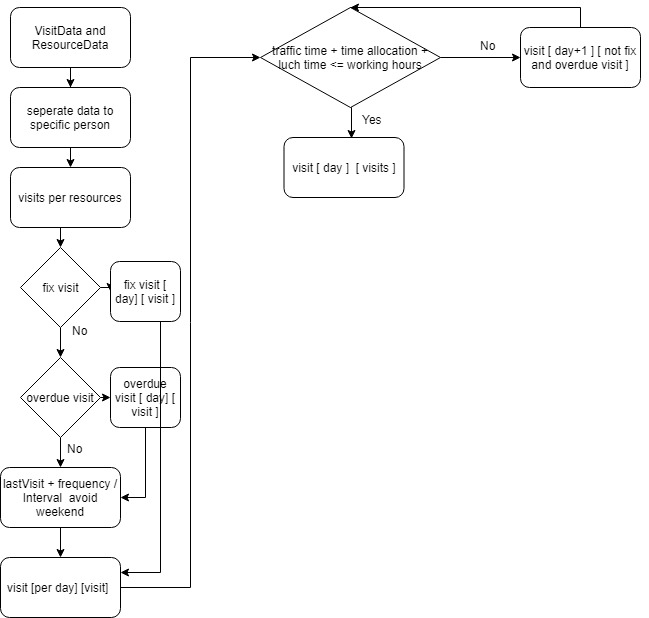 VisitData and
ResourceData
seperate data to
specific person
visits per resources
fix visit
fix visit [
day] [ visit ]
No
overdue visit
overdue
visit [ day] [
visit ]
No
lastVisit + frequency /
Interval avoid
weekend
visit [per day] [visit]
traffic time + time allocation +
luch time <= working hours
No
visit [ day+1 ] [ not fix
and overdue visit ]
Yes
visit [ day ] [ visits ]